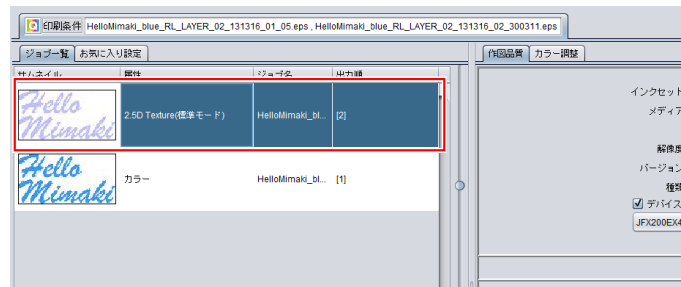 印刷条件 HelloMimaki_blue_RL_LAYER_02_131316_01_05.eps , HelloMimaki_blue_RL_LAYER_02_131316_02_300311.eps
ジョブ一覧 お気に入り設定
サムネイル 属性 ジョブ名 出力順
Hello Mimaki 2.5D Texture(標準モード) HelloMimaki_bl... [2]
Hello Mimaki カラー HelloMimaki_bl... [1]
作図品質 カラー調整
インクセット
メディア
解像度
バージョン
種類
デバイス
JFX200EX4